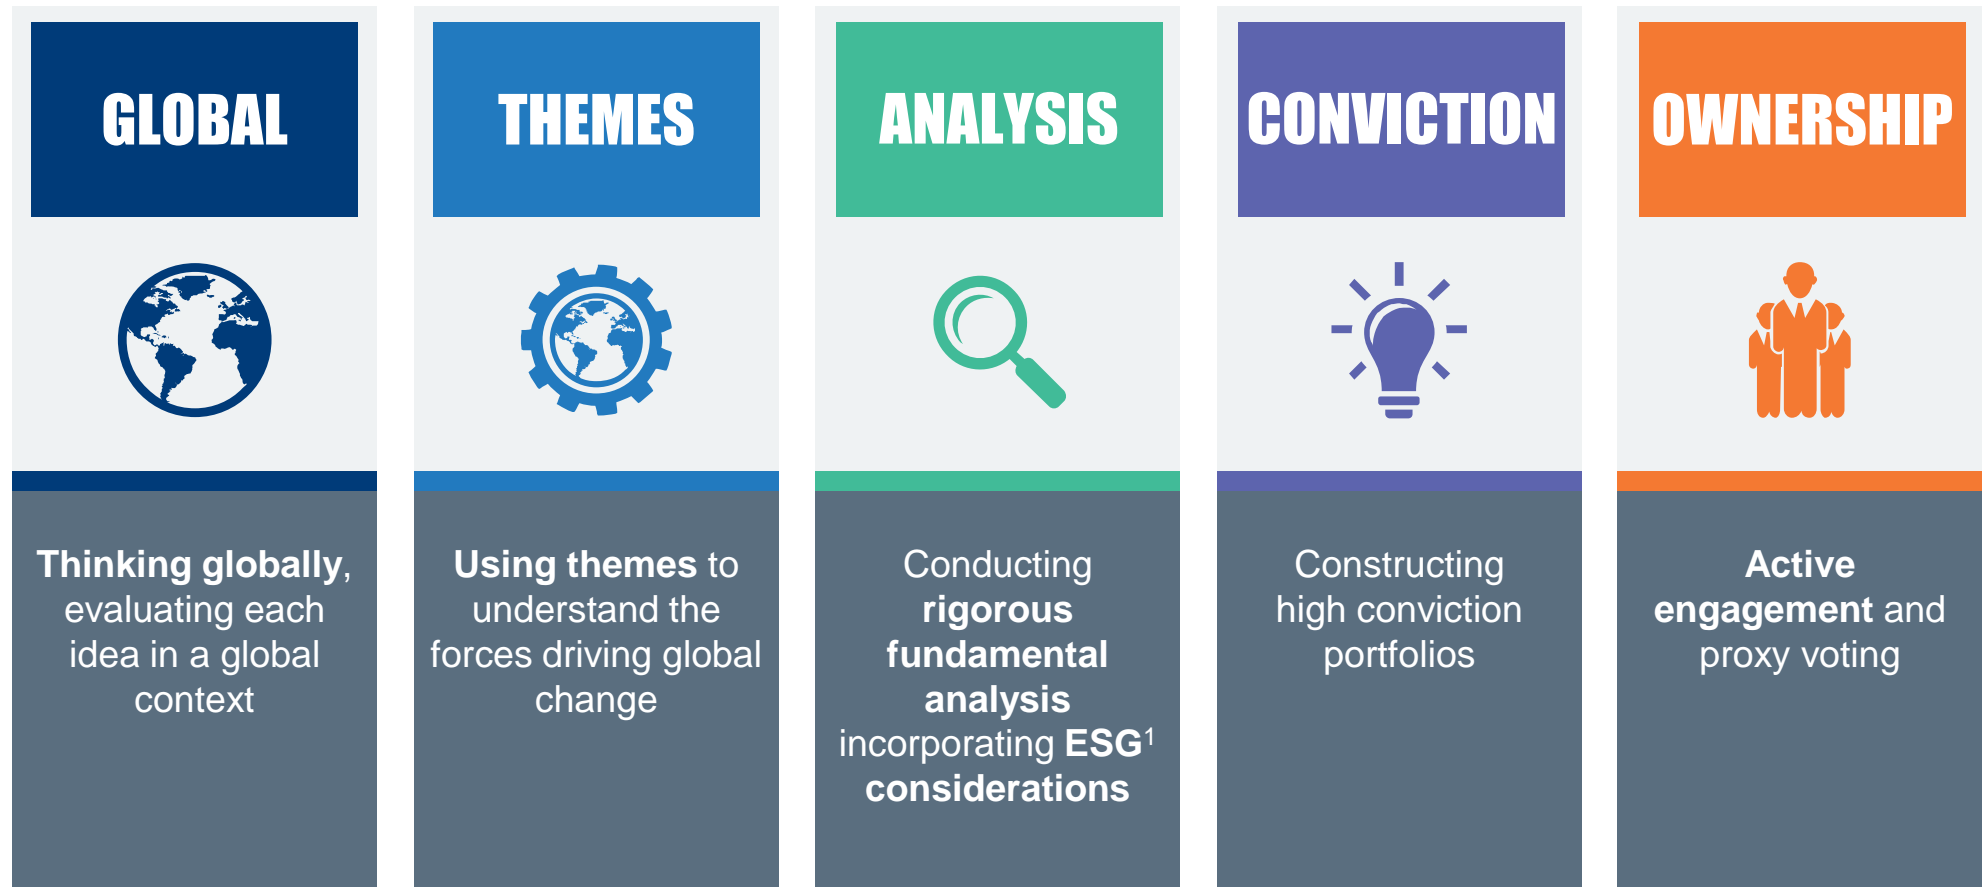 GLOBAL
THEMES
ANALYSIS
CONVICTION
OWNERSHIP
Thinking globally,
evaluating each
idea in a global
context
Using themes to
understand the
forces driving global
change
Conducting
rigorous
fundamental
analysis
incorporating ESG¹
considerations
Constructing
high conviction
portfolios
Active
engagement and
proxy voting